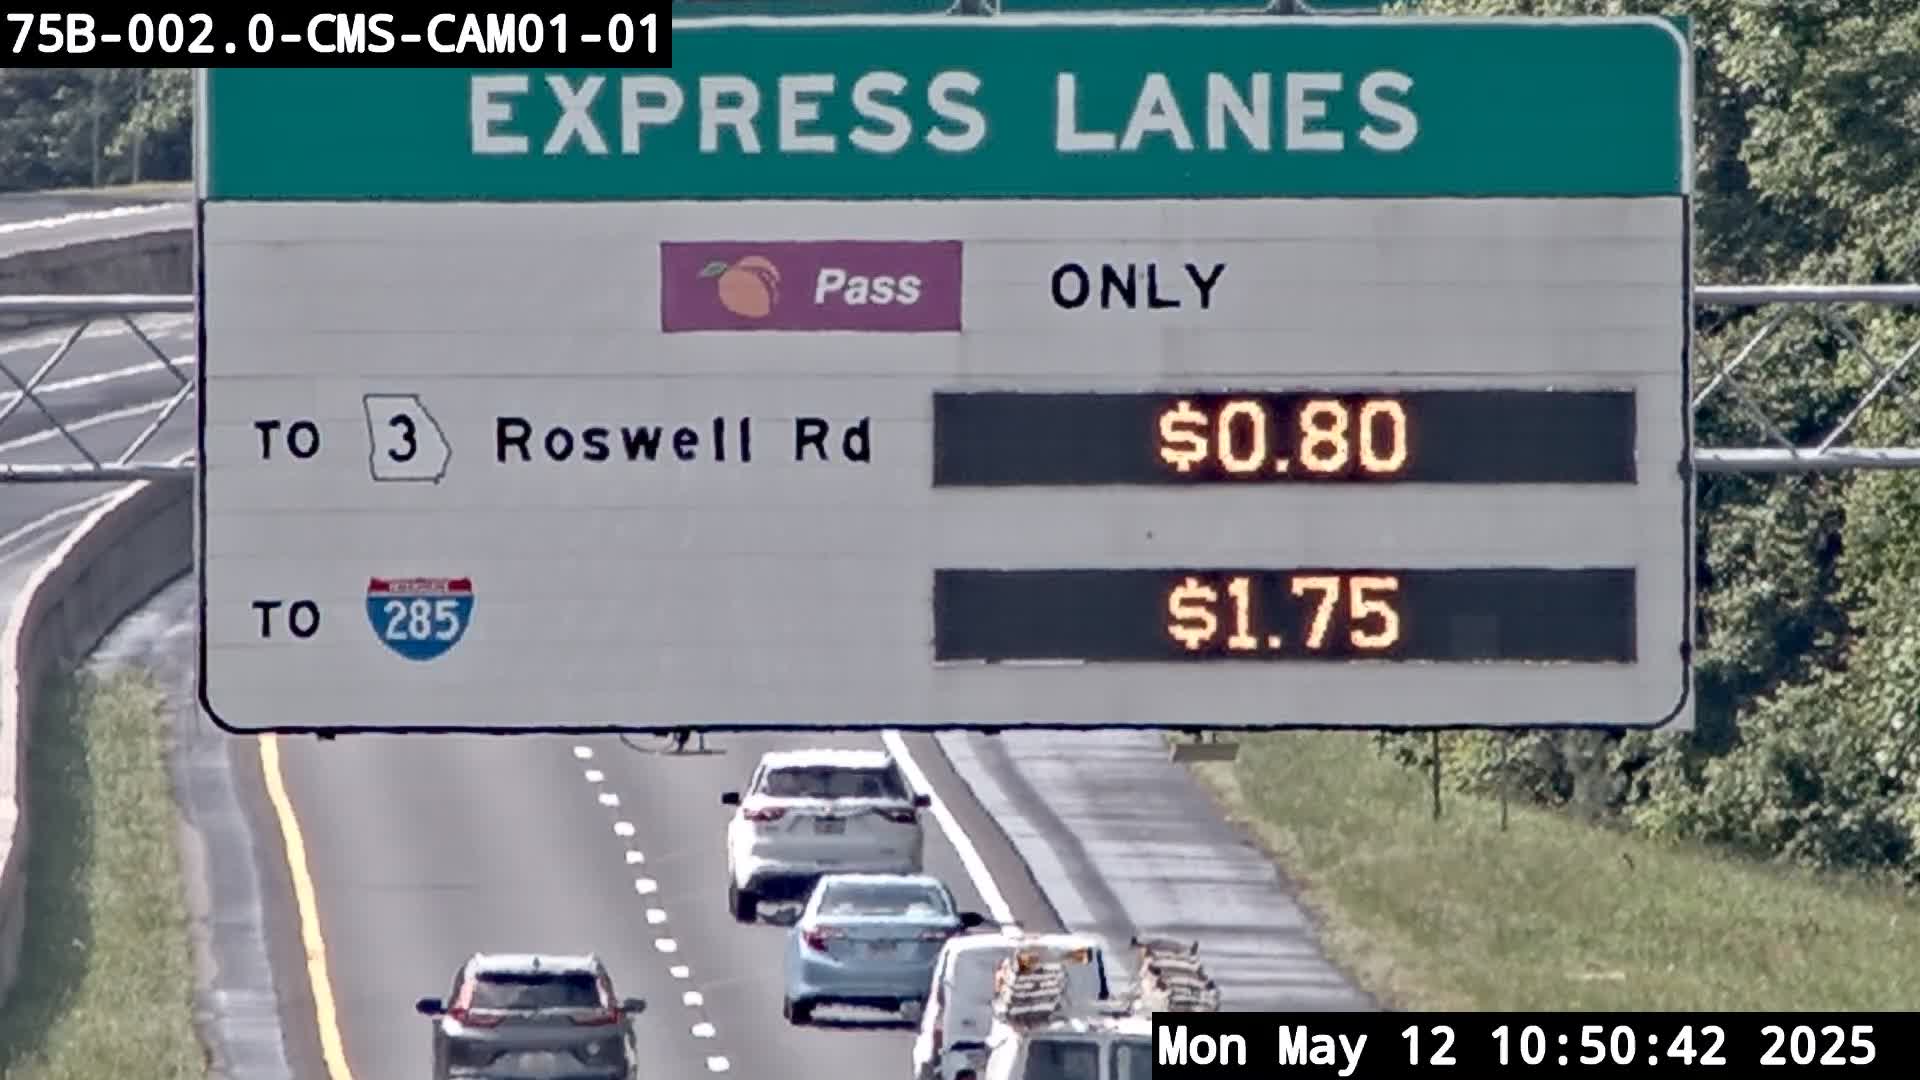 75B-002.0-CMS-CAM01-01
EXPRESS LANES
Pass ONLY
TO 3 Roswell Rd $0.80
TO 285 $1.75
Mon May 12 10:50:42 2025